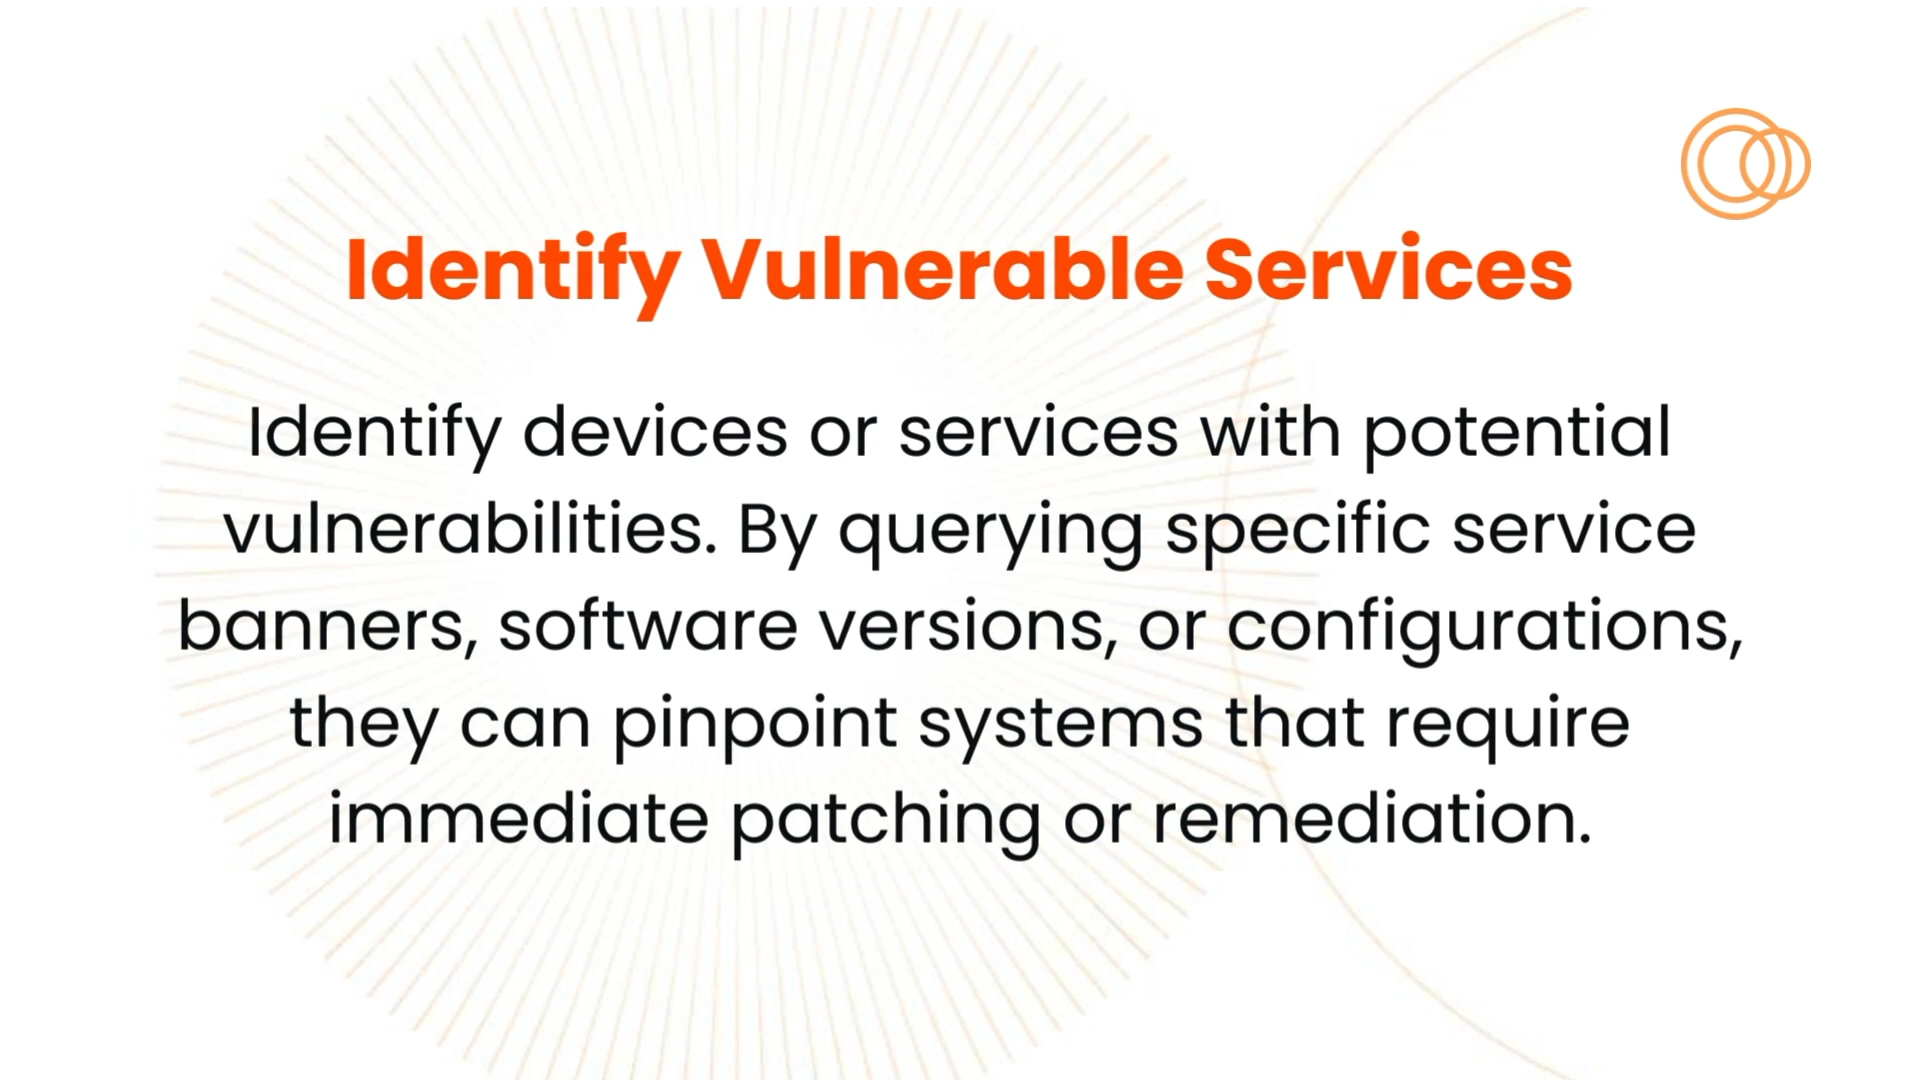 Identify Vulnerable Services
Identify devices or services with potential
vulnerabilities. By querying specific service
banners, software versions, or configurations,
they can pinpoint systems that require
immediate patching or remediation.